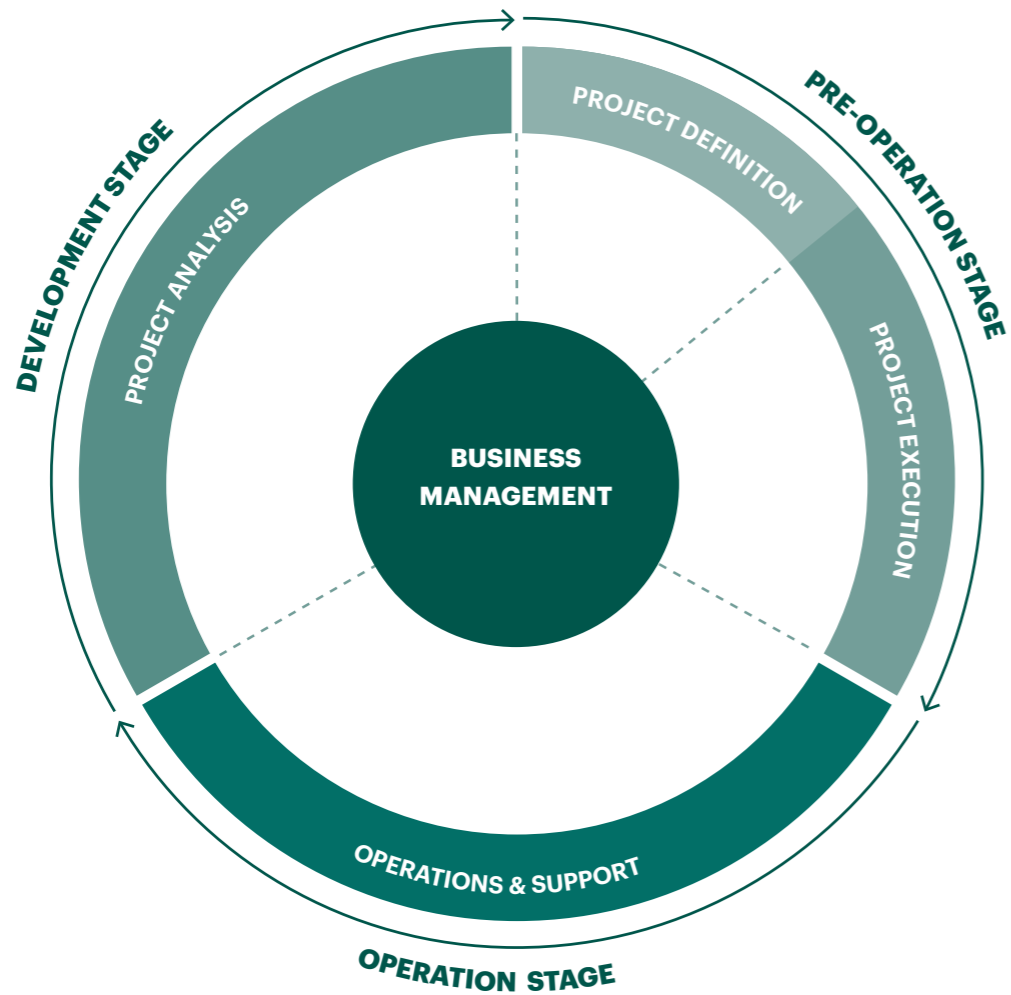 DEVELOPMENT STAGE
PRE-OPERATION STAGE
PROJECT ANALYSIS
PROJECT DEFINITION
PROJECT EXECUTION
BUSINESS
MANAGEMENT
OPERATIONS & SUPPORT
OPERATION STAGE